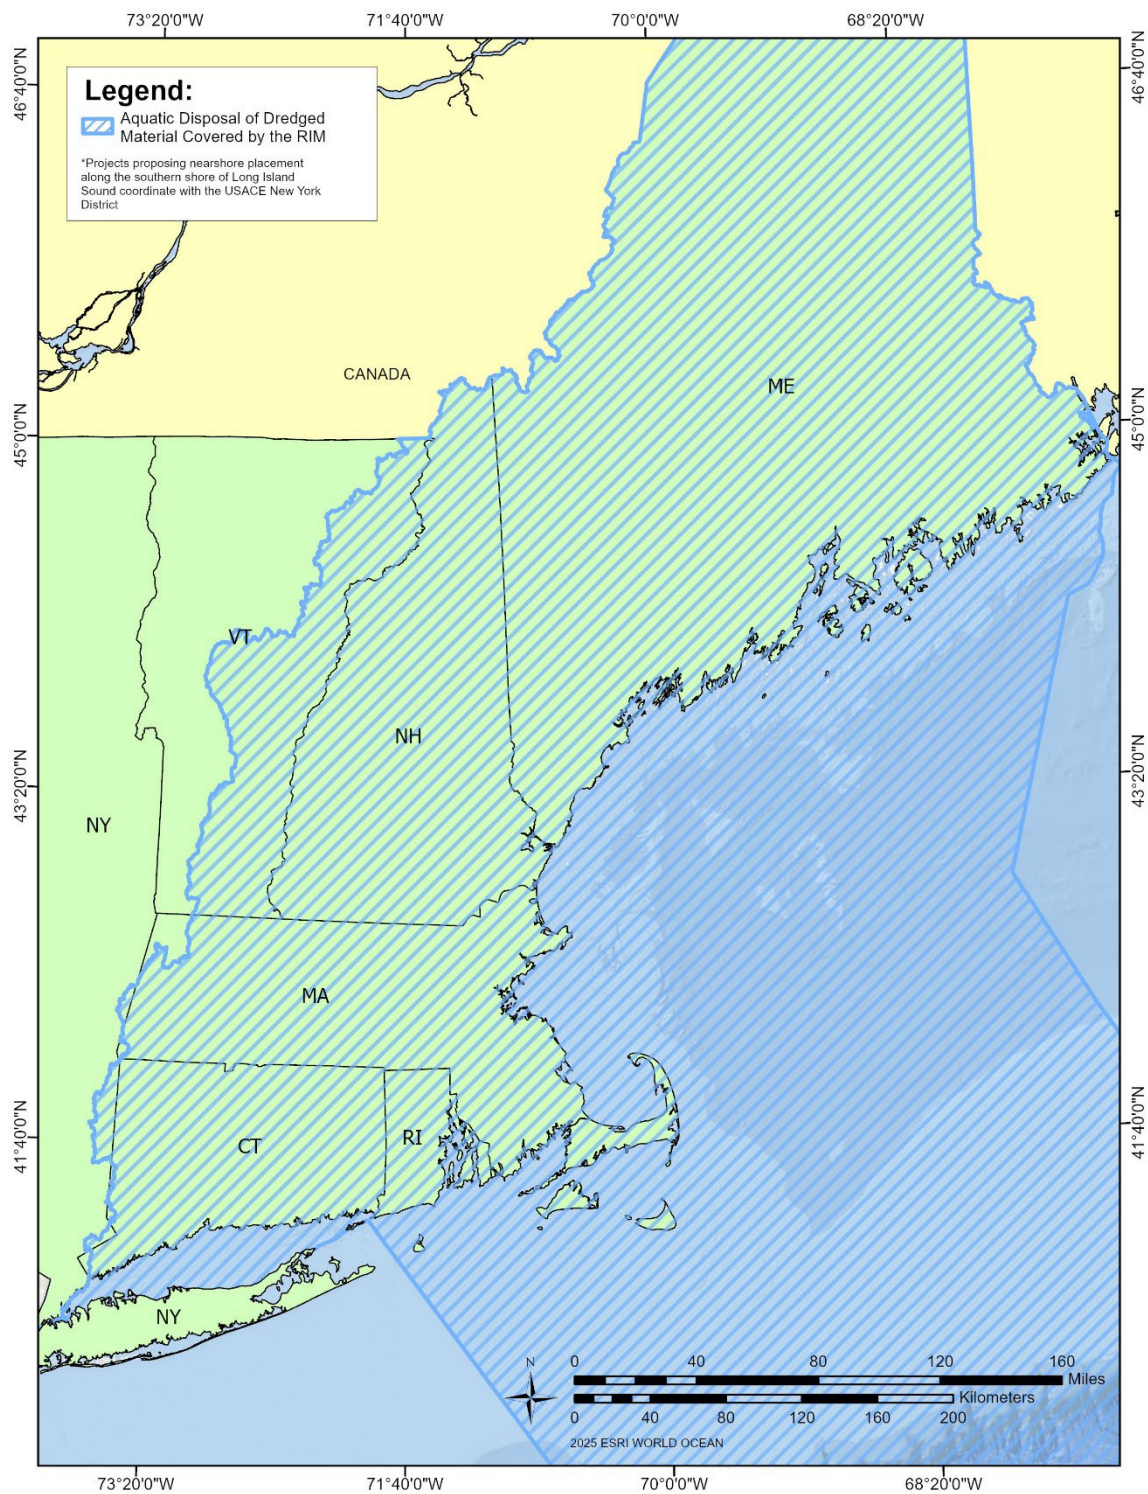 73°20'0"W 71°40'0"W 70°0'0"W 68°20'0"W
46°40'0"N
46°40'0"N
Legend:
Aquatic Disposal of Dredged
Material Covered by the RIM
*Projects proposing nearshore placement
along the southern shore of Long Island
Sound coordinate with the USACE New York
District
CANADA
ME
45°0'0"N
45°0'0"N
VT
NH
43°20'0"N
43°20'0"N
NY
MA
41°40'0"N
41°40'0"N
CT
RI
NY
N
0 40 80 120 160
Miles
Kilometers
0 40 80 120 160 200
2025 ESRI WORLD OCEAN
73°20'0"W 71°40'0"W 70°0'0"W 68°20'0"W